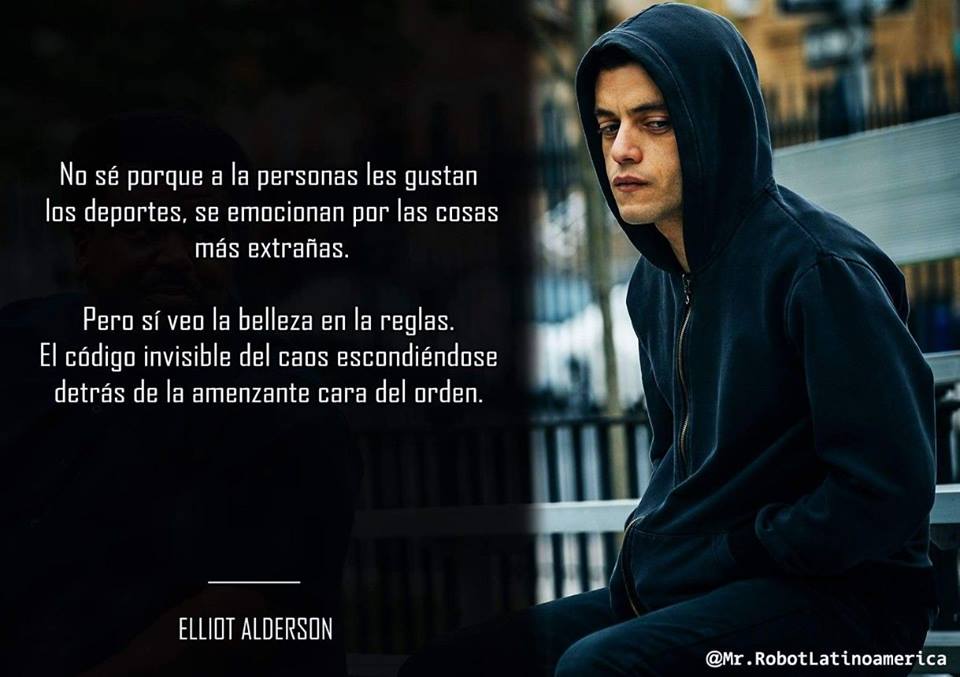 No sé porque a la personas les gustan
los deportes, se emocionan por las cosas
más extrañas.
Pero sí veo la belleza en la reglas.
El código invisible del caos escondiéndose
detrás de la amenzante cara del orden.
ELLIOT ALDERSON
@Mr.RobotLatinoamerica